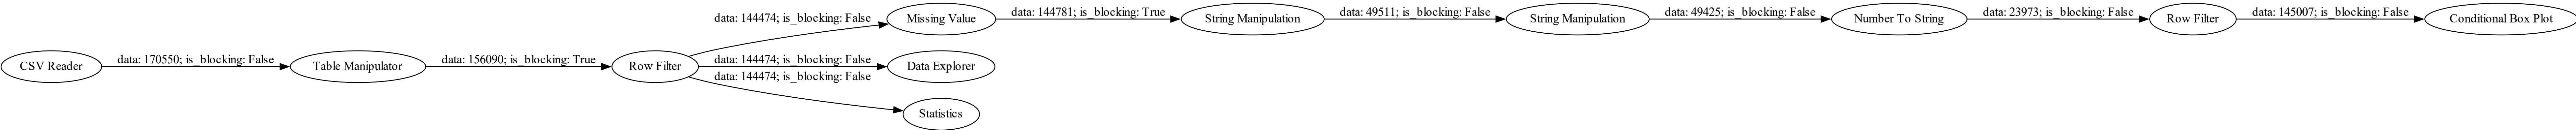 data: 144474; is_blocking: False
Missing Value
data: 144781; is_blocking: True
String Manipulation
data: 49511; is_blocking: False
String Manipulation
data: 49425; is_blocking: False
Number To String
data: 23973; is_blocking: False
Row Filter
data: 145007; is_blocking: False
Conditional Box Plot
CSV Reader
data: 170550; is_blocking: False
Table Manipulator
data: 156090; is_blocking: True
Row Filter
data: 144474; is_blocking: False
Data Explorer
data: 144474; is_blocking: False
Statistics